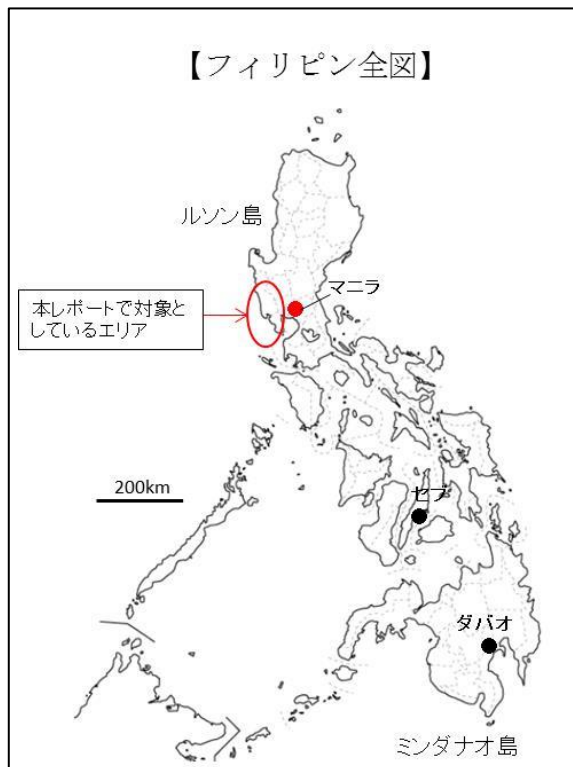 【フィリピン全図】
ルソン島
マニラ
本レポートで対象と
しているエリア
200km
セブ
ダバオ
ミンダナオ島